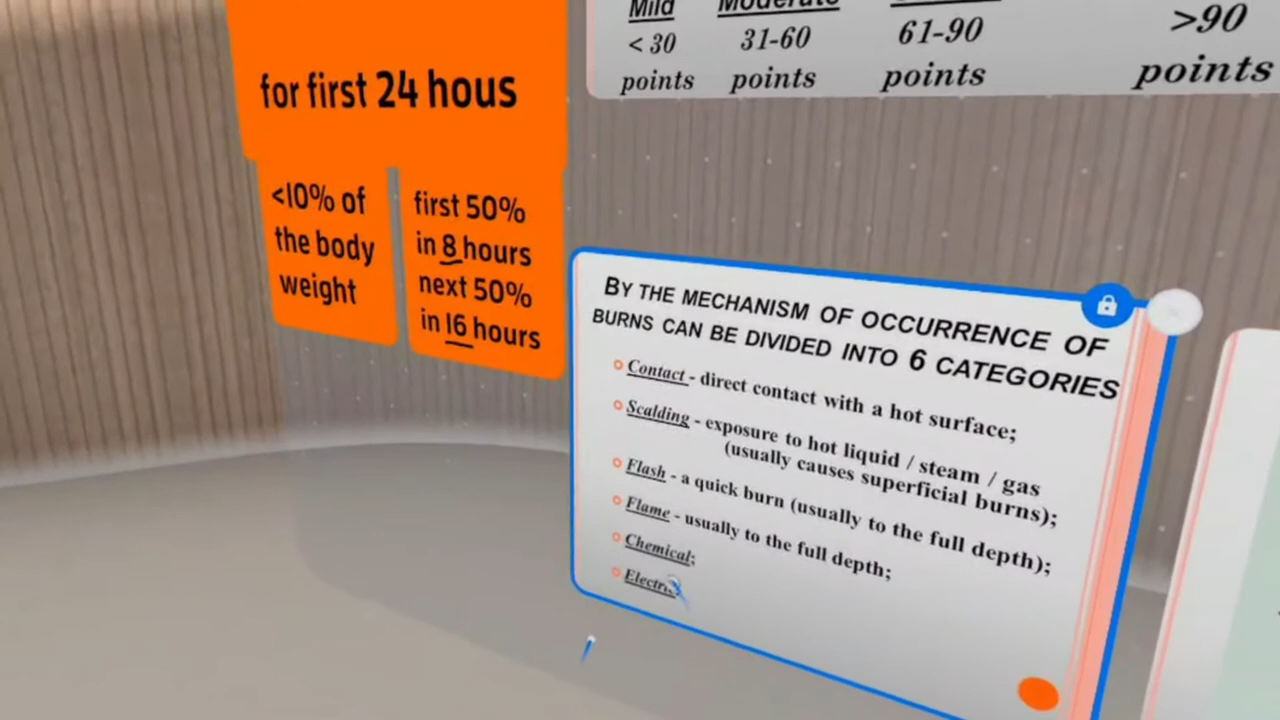 for first 24 hous
<10% of
the body
weight
first 50%
in 8 hours
next 50%
in 16 hours
Mild
Moderate
< 30
31-60
61-90
>90
points
points
points
points
BY THE MECHANISM OF OCCURRENCE OF
BURNS CAN BE DIVIDED INTO 6 CATEGORIES
Contact - direct contact with a hot surface;
Scalding - exposure to hot liquid / steam / gas
(usually causes superficial burns);
Flash - a quick burn (usually to the full depth);
Flame - usually to the full depth;
Chemical;